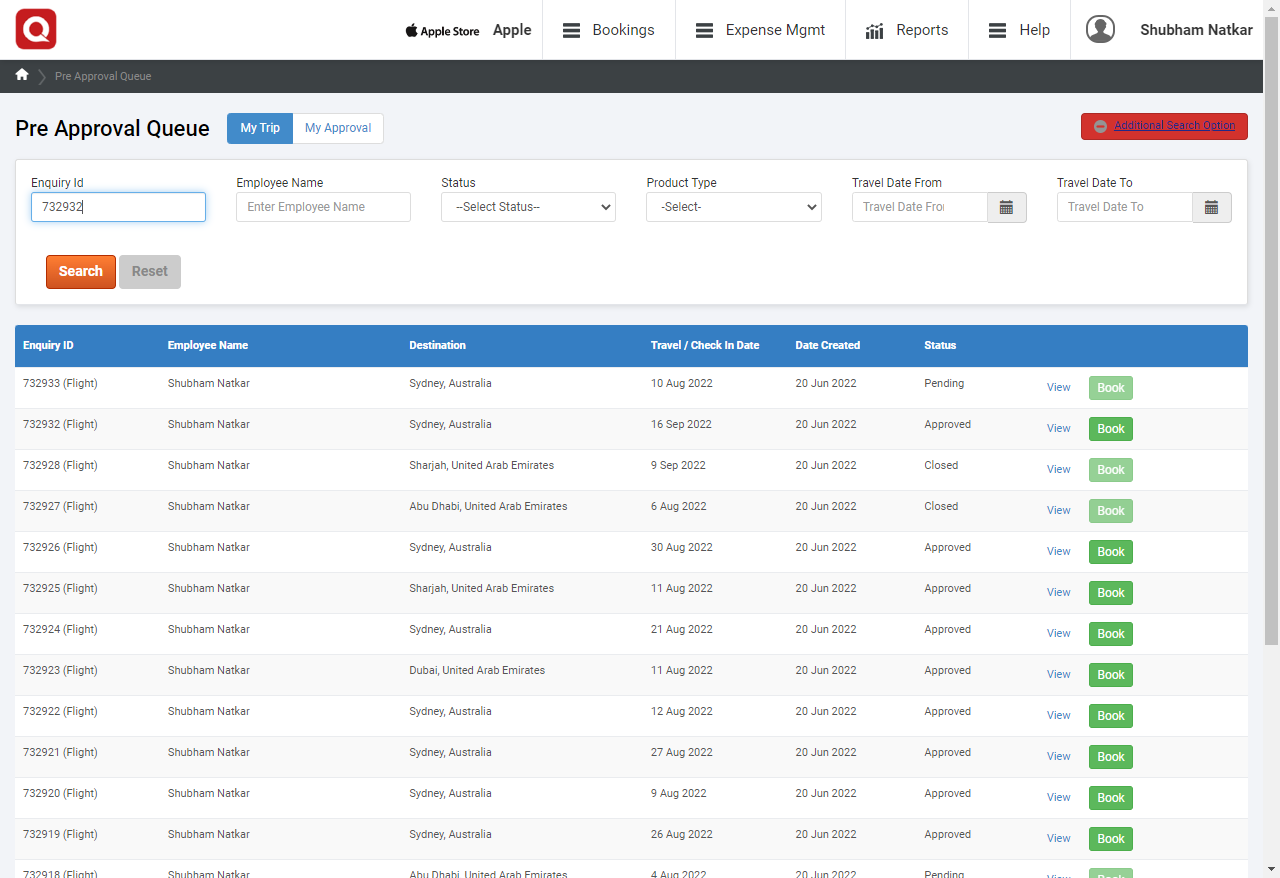 Apple Store Apple Bookings Expense Mgmt Reports Help Shubham Natkar
Pre Approval Queue
Pre Approval Queue My Trip My Approval Additional Search Option
Enquiry Id Employee Name Status Product Type Travel Date From Travel Date To
732932 Enter Employee Name --Select Status-- -Select- Travel Date Fro Travel Date To
Search Reset
Enquiry ID Employee Name Destination Travel / Check In Date Date Created Status
732933 (Flight) Shubham Natkar Sydney, Australia 10 Aug 2022 20 Jun 2022 Pending View Book
732932 (Flight) Shubham Natkar Sydney, Australia 16 Sep 2022 20 Jun 2022 Approved View Book
732928 (Flight) Shubham Natkar Sharjah, United Arab Emirates 9 Sep 2022 20 Jun 2022 Closed View Book
732927 (Flight) Shubham Natkar Abu Dhabi, United Arab Emirates 6 Aug 2022 20 Jun 2022 Closed View Book
732926 (Flight) Shubham Natkar Sydney, Australia 30 Aug 2022 20 Jun 2022 Approved View Book
732925 (Flight) Shubham Natkar Sharjah, United Arab Emirates 11 Aug 2022 20 Jun 2022 Approved View Book
732924 (Flight) Shubham Natkar Sydney, Australia 21 Aug 2022 20 Jun 2022 Approved View Book
732923 (Flight) Shubham Natkar Dubai, United Arab Emirates 11 Aug 2022 20 Jun 2022 Approved View Book
732922 (Flight) Shubham Natkar Sydney, Australia 12 Aug 2022 20 Jun 2022 Approved View Book
732921 (Flight) Shubham Natkar Sydney, Australia 27 Aug 2022 20 Jun 2022 Approved View Book
732920 (Flight) Shubham Natkar Sydney, Australia 9 Aug 2022 20 Jun 2022 Approved View Book
732919 (Flight) Shubham Natkar Sydney, Australia 26 Aug 2022 20 Jun 2022 Approved View Book
732918 (Flight) Shubham Natkar Abu Dhabi, United Arab Emirates 4 Aug 2022 20 Jun 2022 Pending View Book